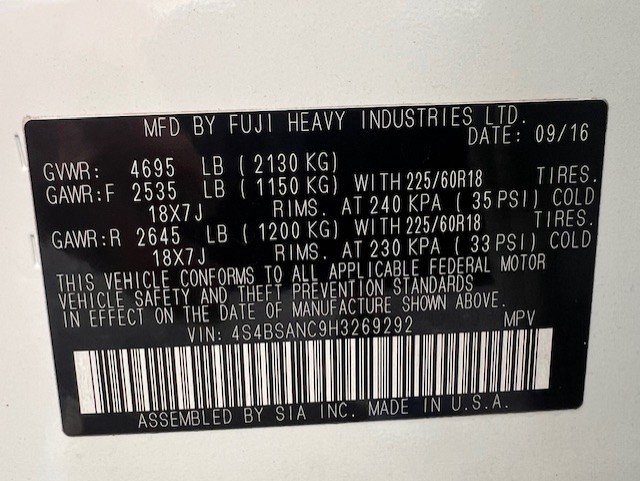 MFD BY FUJI HEAVY INDUSTRIES LTD.
DATE: 09/16
GVWR: 4695 LB (2130 KG)
GAWR:F 2535 LB (1150 KG) WITH 225/60R18 TIRES.
18X7J RIMS. AT 240 KPA (35 PSI) COLD
GAWR:R 2645 LB (1200 KG) WITH 225/60R18 TIRES.
18X7J RIMS. AT 230 KPA (33 PSI) COLD
THIS VEHICLE CONFORMS TO ALL APPLICABLE FEDERAL MOTOR
VEHICLE SAFETY AND THEFT PREVENTION STANDARDS
IN EFFECT ON THE DATE OF MANUFACTURE SHOWN ABOVE.
VIN: 4S4BSANC9H3269292 MPV
ASSEMBLED BY SIA INC. MADE IN U.S.A.